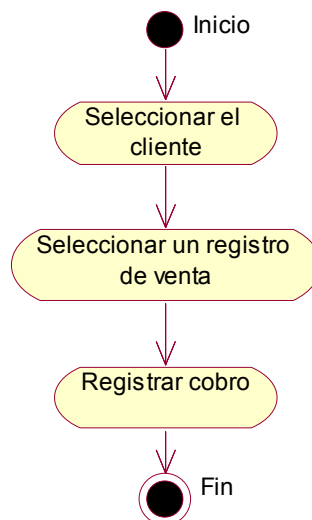 Inicio
Seleccionar el
cliente
Seleccionar un registro
de venta
Registrar cobro
Fin